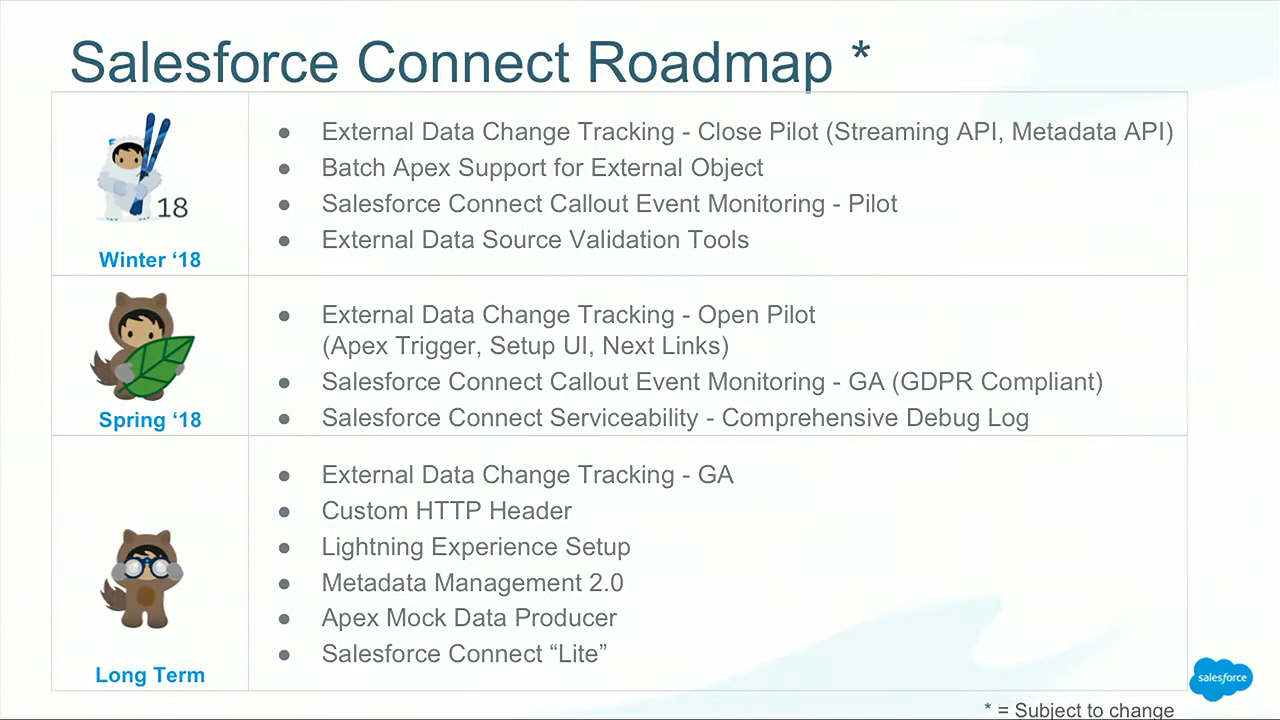 Salesforce Connect Roadmap *
18
Winter ‘18
● External Data Change Tracking - Close Pilot (Streaming API, Metadata API)
● Batch Apex Support for External Object
● Salesforce Connect Callout Event Monitoring - Pilot
● External Data Source Validation Tools
Spring ‘18
● External Data Change Tracking - Open Pilot
(Apex Trigger, Setup UI, Next Links)
● Salesforce Connect Callout Event Monitoring - GA (GDPR Compliant)
● Salesforce Connect Serviceability - Comprehensive Debug Log
Long Term
● External Data Change Tracking - GA
● Custom HTTP Header
● Lightning Experience Setup
● Metadata Management 2.0
● Apex Mock Data Producer
● Salesforce Connect “Lite”
salesforce
* = Subject to change